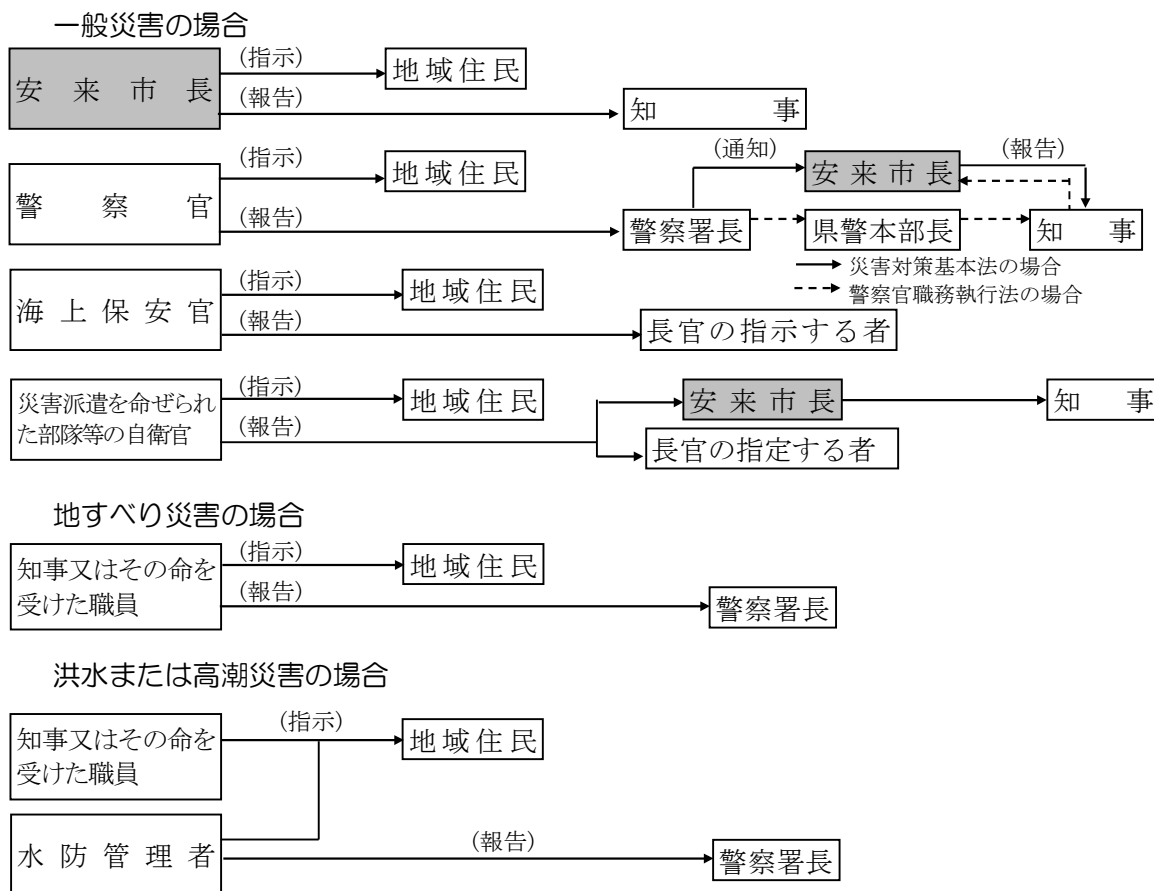 一般災害の場合
安来市長
(指示)
地域住民
(報告)
知事
警察官
(指示)
地域住民
(報告)
警察署長
(通知)
安来市長
(報告)
県警本部長
知事
災害対策基本法の場合
警察官職務執行法の場合
海上保安官
(指示)
地域住民
(報告)
長官の指示する者
災害派遣を命ぜられ
た部隊等の自衛官
(指示)
地域住民
(報告)
安来市長
知事
長官の指定する者
地すべり災害の場合
知事又はその命を
受けた職員
(指示)
地域住民
(報告)
警察署長
洪水または高潮災害の場合
知事又はその命を
受けた職員
(指示)
地域住民
水防管理者
(報告)
警察署長